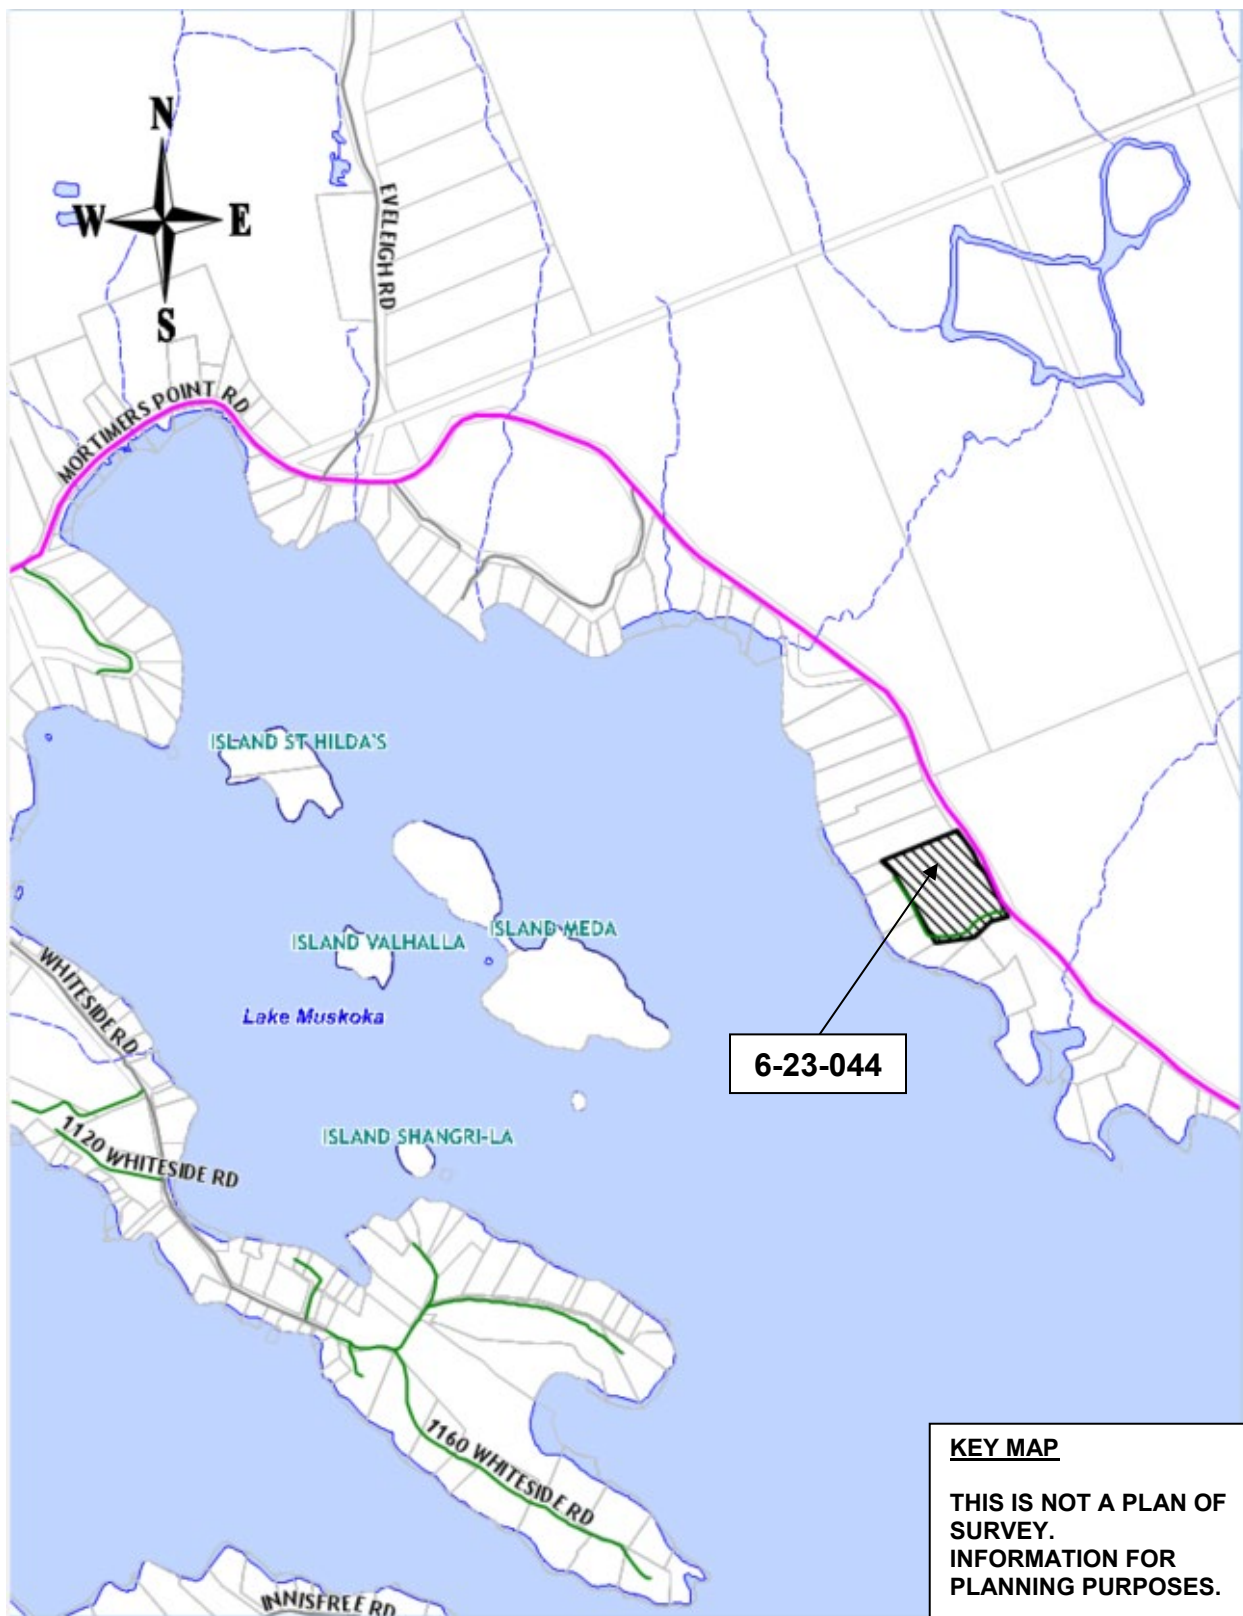 N
W
E
S
EVELEIGH RD
MORTIMERS POINT RD
ISLAND ST HILDA'S
ISLAND VALHALLA
ISLAND MEDA
Lake Muskoka
WHITESIDE RD
6-23-044
1120 WHITESIDE RD
ISLAND SHANGRI-LA
1160 WHITESIDE RD
INNISFREE RD
KEY MAP
THIS IS NOT A PLAN OF
SURVEY.
INFORMATION FOR
PLANNING PURPOSES.